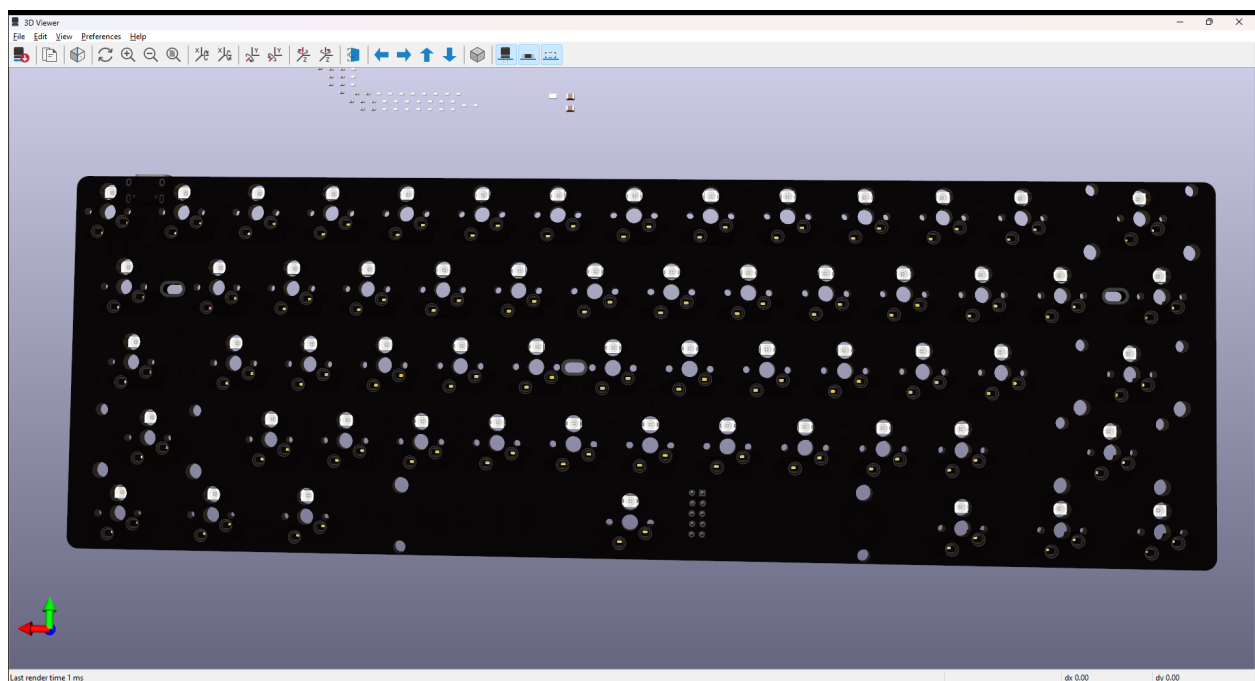 3D Viewer
File Edit View Preferences Help
Last render time 1 ms
dx 0.00
dy 0.00